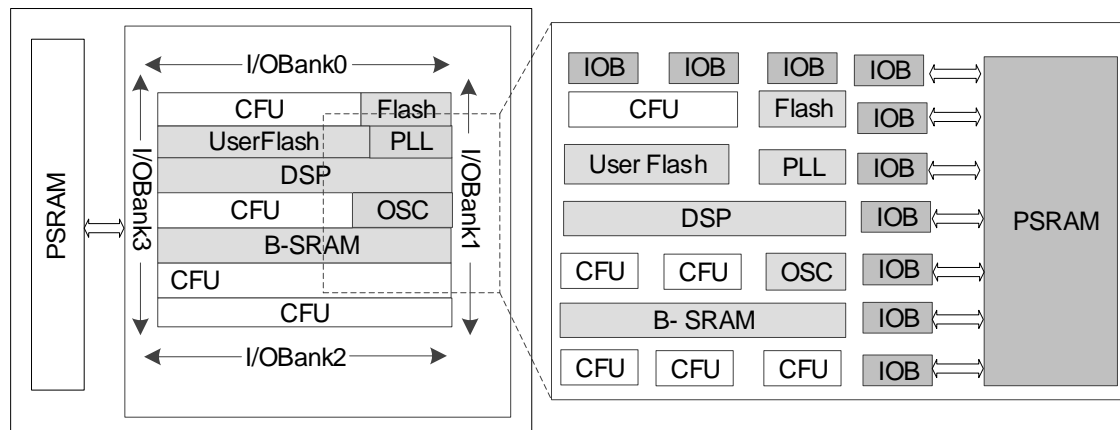 PSRAM
I/OBank0
I/OBank3
CFU Flash
UserFlash PLL
DSP
CFU OSC
B-SRAM
CFU
CFU
I/OBank1
I/OBank2
IOB IOB IOB IOB
CFU Flash IOB
User Flash PLL IOB
DSP IOB
CFU CFU OSC IOB
B- SRAM IOB
CFU CFU CFU IOB
PSRAM